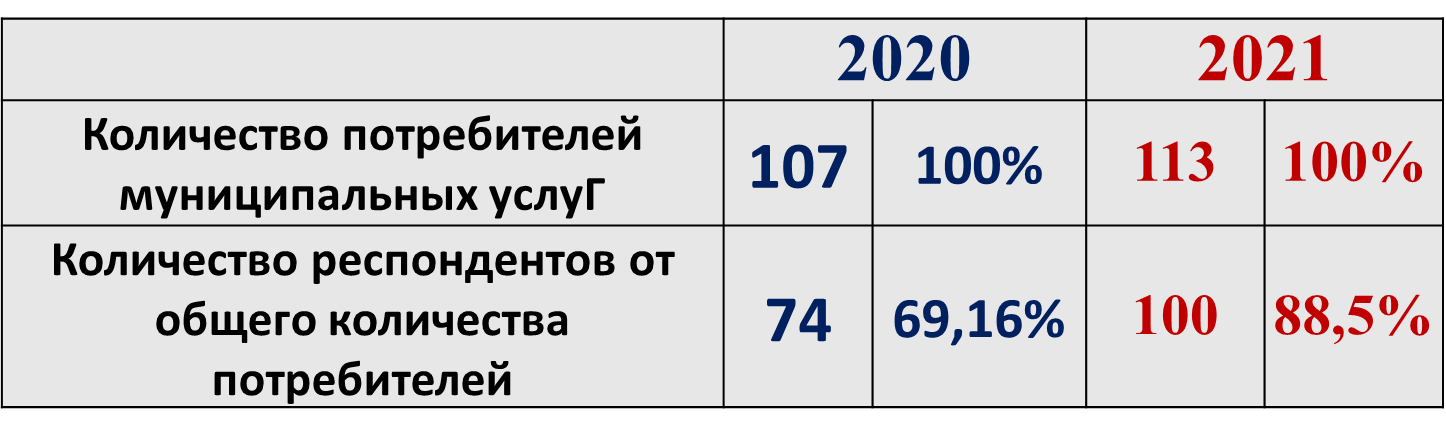 2020 2021
Количество потребителей
муниципальных услуГ
107 100% 113 100%
Количество респондентов от
общего количества
потребителей
74 69,16% 100 88,5%